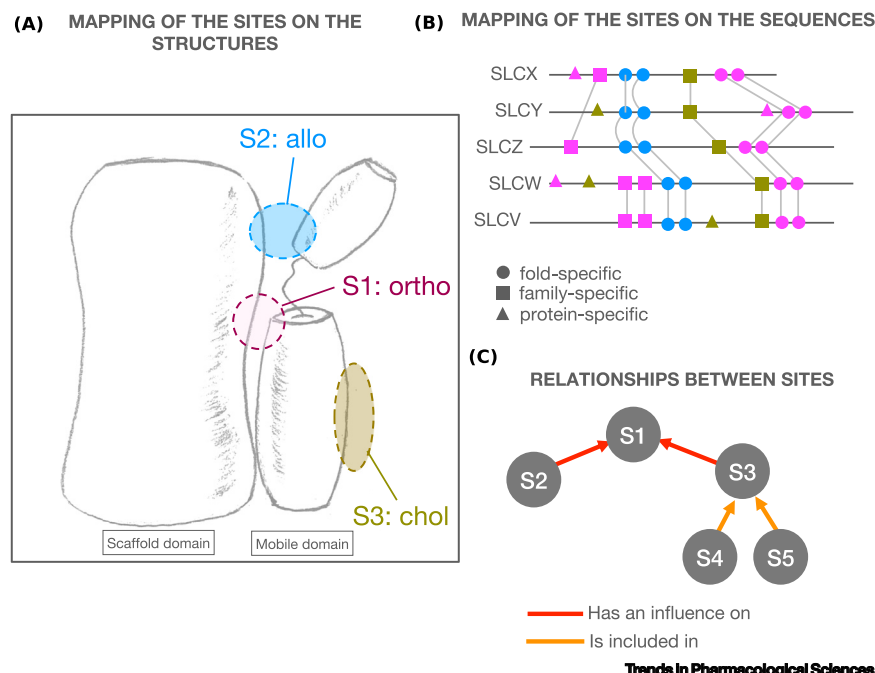 (A) MAPPING OF THE SITES ON THE
STRUCTURES
S2: allo
S1: ortho
S3: chol
Scaffold domain
Mobile domain
(B) MAPPING OF THE SITES ON THE SEQUENCES
SLCX
SLCY
SLCZ
SLCW
SLCV
fold-specific
family-specific
protein-specific
(C)
RELATIONSHIPS BETWEEN SITES
S1
S2
S3
S4
S5
Has an influence on
Is included in
Trends in Pharmacological Sciences